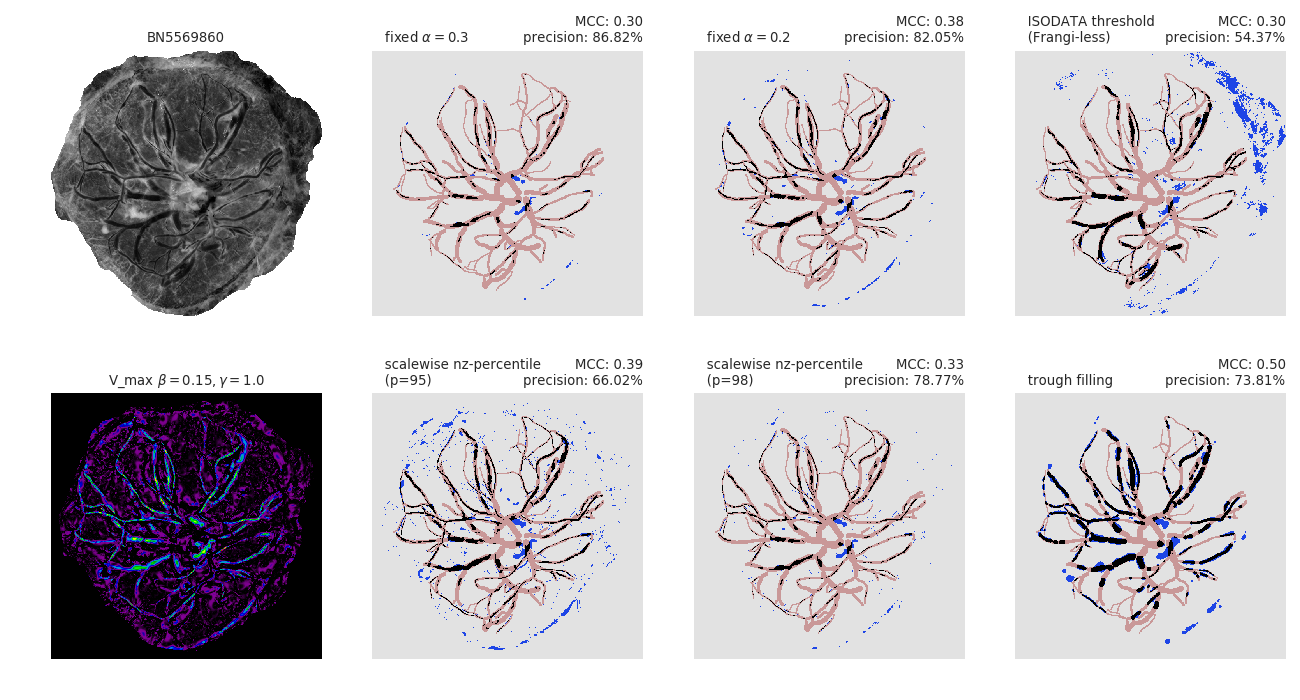 BN5569860
fixed α = 0.3
MCC: 0.30
precision: 86.82%
fixed α = 0.2
MCC: 0.38
precision: 82.05%
ISODATA threshold
(Frangi-less)
MCC: 0.30
precision: 54.37%
V_max β = 0.15, γ = 1.0
scalewise nz-percentile
(p=95)
MCC: 0.39
precision: 66.02%
scalewise nz-percentile
(p=98)
MCC: 0.33
precision: 78.77%
trough filling
MCC: 0.50
precision: 73.81%